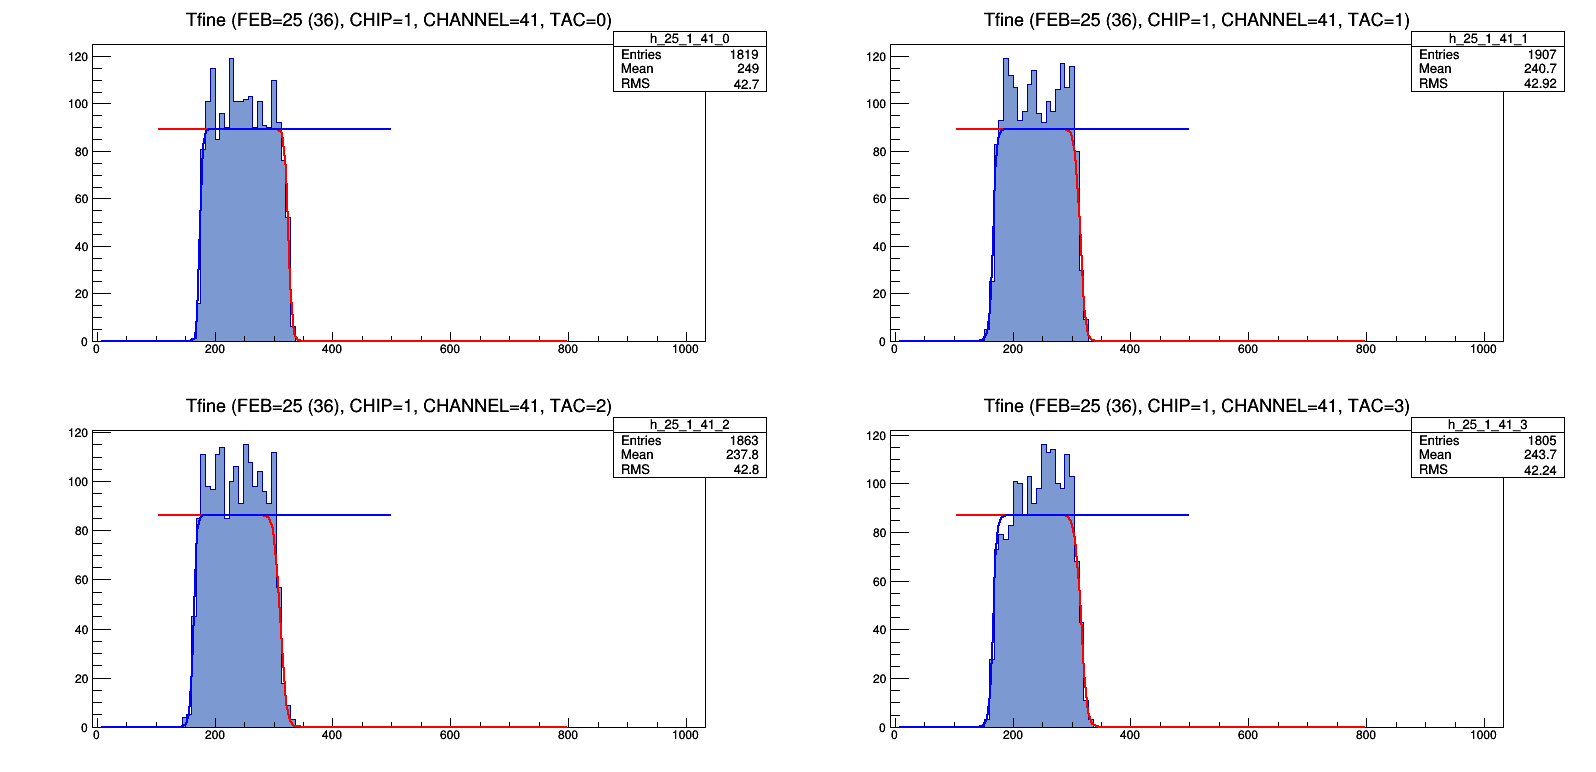 Tfine (FEB=25 (36), CHIP=1, CHANNEL=41, TAC=0)
h_25_1_41_0
Entries 1819
Mean 249
RMS 42.7
120
100
80
60
40
20
0
0 200 400 600 800 1000
Tfine (FEB=25 (36), CHIP=1, CHANNEL=41, TAC=1)
h_25_1_41_1
Entries 1907
Mean 240.7
RMS 42.92
120
100
80
60
40
20
0
0 200 400 600 800 1000
Tfine (FEB=25 (36), CHIP=1, CHANNEL=41, TAC=2)
h_25_1_41_2
Entries 1863
Mean 237.8
RMS 42.8
120
100
80
60
40
20
0
0 200 400 600 800 1000
Tfine (FEB=25 (36), CHIP=1, CHANNEL=41, TAC=3)
h_25_1_41_3
Entries 1805
Mean 243.7
RMS 42.24
120
100
80
60
40
20
0
0 200 400 600 800 1000